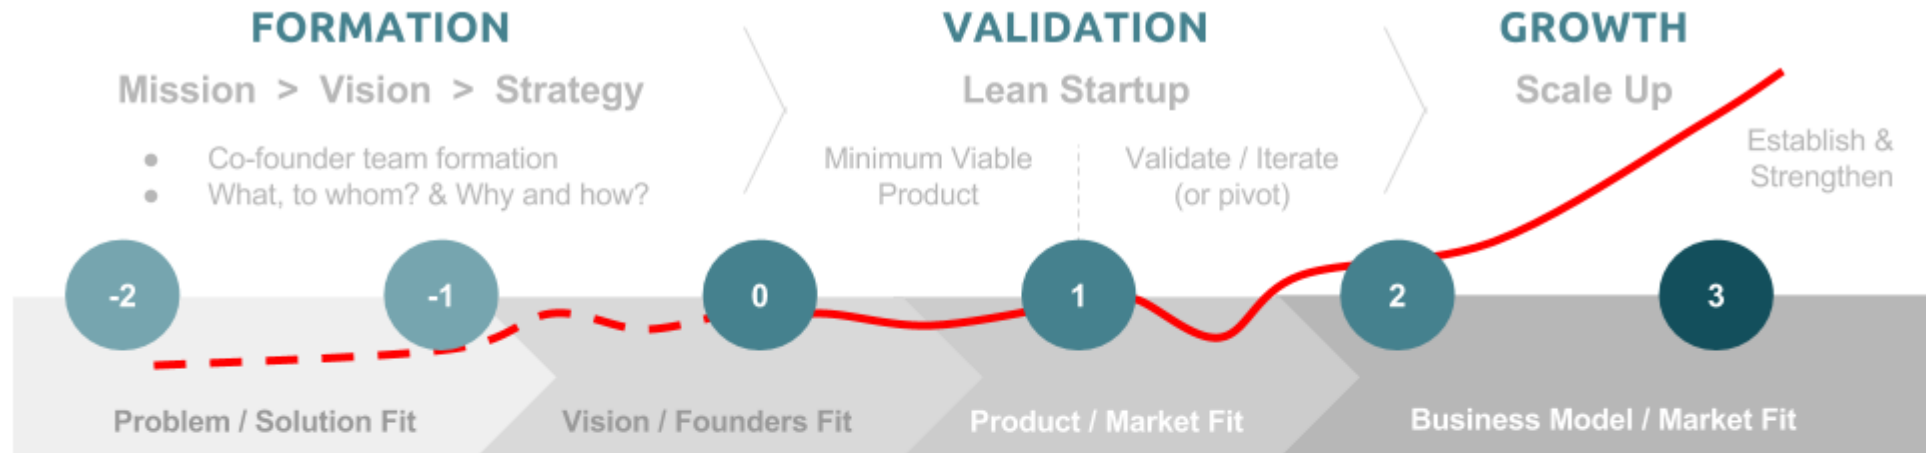 FORMATION
Mission > Vision > Strategy
● Co-founder team formation
● What, to whom? & Why and how?
VALIDATION
Lean Startup
Minimum Viable
Product
Validate / Iterate
(or pivot)
GROWTH
Scale Up
Establish &
Strengthen
-2
-1
0
1
2
3
Problem / Solution Fit
Vision / Founders Fit
Product / Market Fit
Business Model / Market Fit